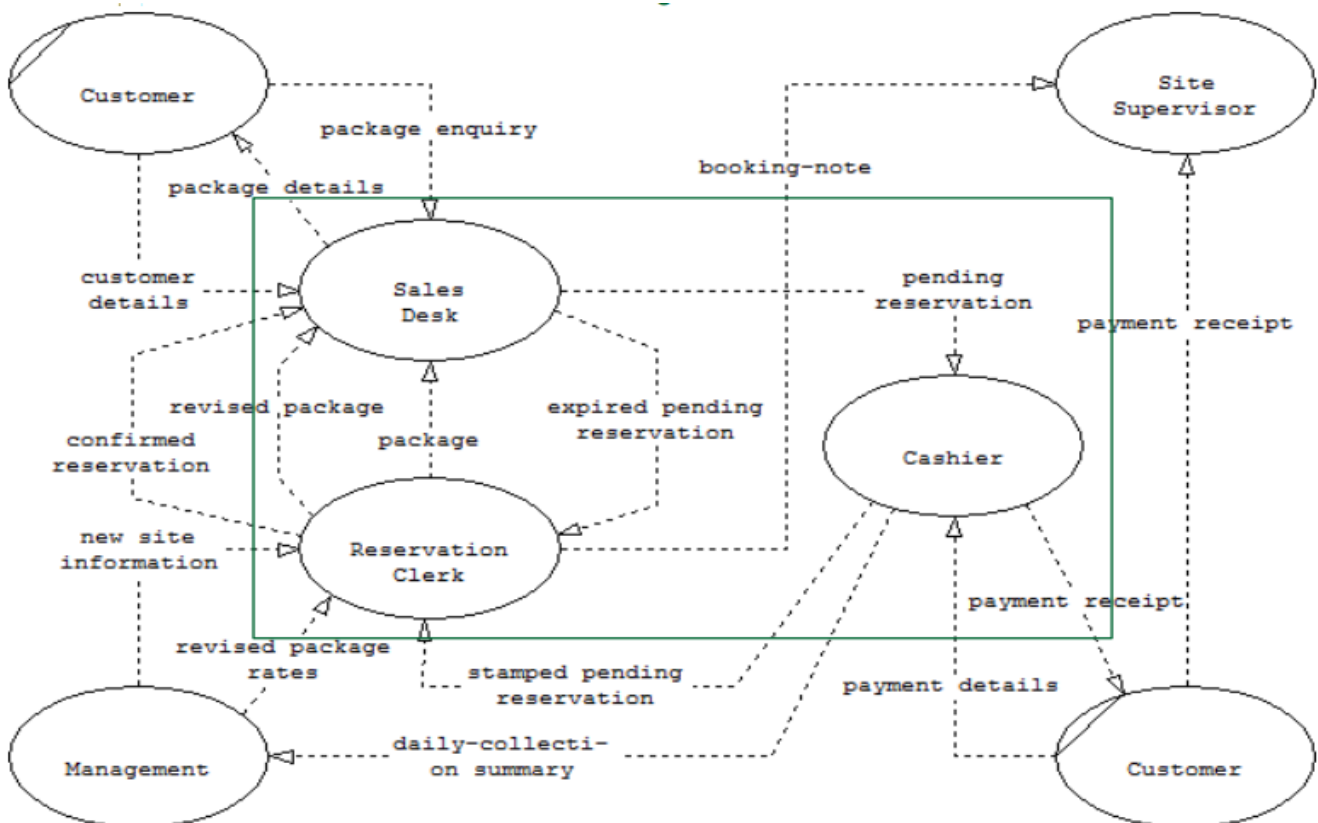 Customer
Site
Supervisor
package enquiry
booking-note
package details
customer
details
Sales
Desk
pending
reservation
payment receipt
revised package
expired pending
reservation
confirmed
reservation
package
Cashier
new site
information
Reservation
Clerk
payment receipt
revised package
rates
stamped pending
reservation
payment details
daily-collecti-
on summary
Management
Customer